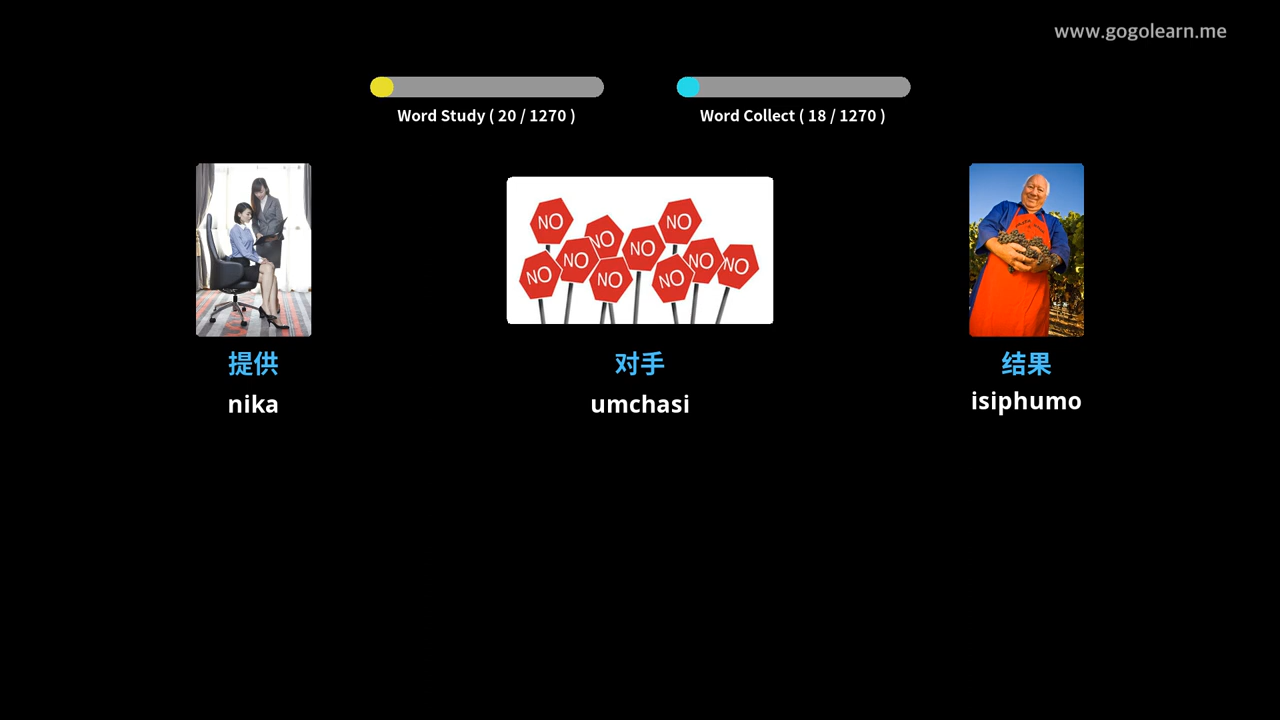 www.gogolearn.me
Word Study ( 20 / 1270 )
Word Collect ( 18 / 1270 )
NO
NO
NO
NO
NO
NO
NO
NO
NO
NO
提供
对手
结果
nika
umchasi
isiphumo